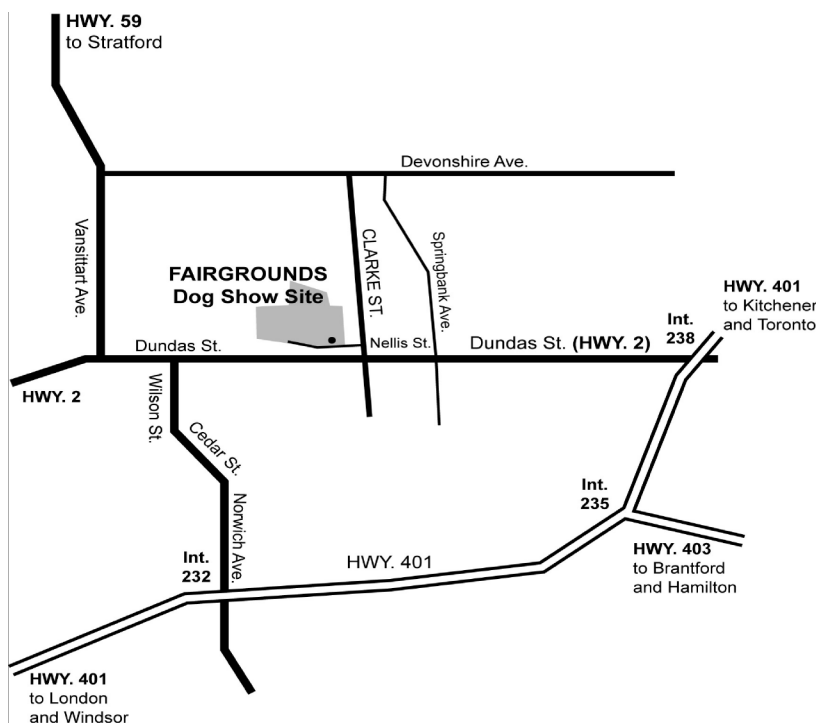 HWY. 59
to Stratford
Devonshire Ave.
Vansittart Ave.
CLARKE ST.
Springbank Ave.
FAIRGROUNDS
Dog Show Site
HWY. 401
to Kitchener
and Toronto
Int.
238
Dundas St.
Nellis St.
Dundas St. (HWY. 2)
HWY. 2
Wilson St.
Cedar St.
Norwich Ave.
Int.
235
Int.
232
HWY. 401
HWY. 403
to Brantford
and Hamilton
HWY. 401
to London
and Windsor